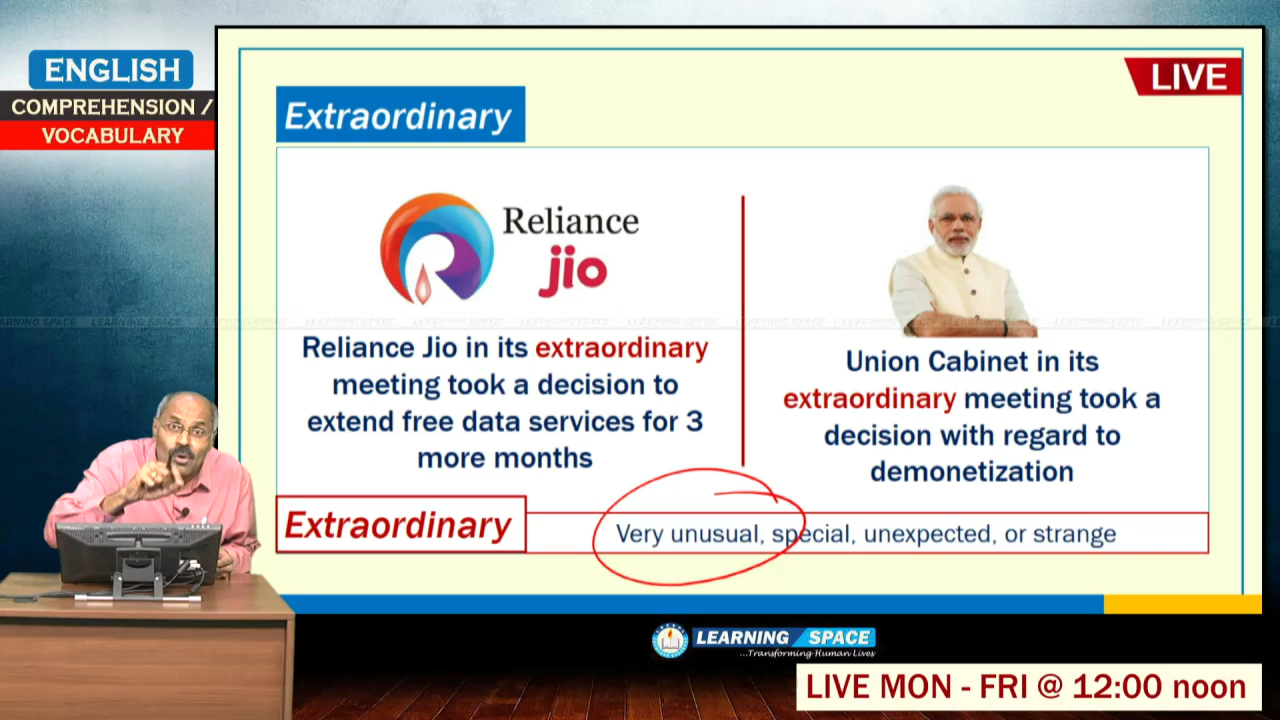 ENGLISH
COMPREHENSION /
VOCABULARY
LIVE
Extraordinary
Reliance
jio
Reliance Jio in its extraordinary
meeting took a decision to
extend free data services for 3
more months
Union Cabinet in its
extraordinary meeting took a
decision with regard to
demonetization
Extraordinary
Very unusual, special, unexpected, or strange
LEARNING SPACE
...Transforming Human Lives
LIVE MON - FRI @ 12:00 noon